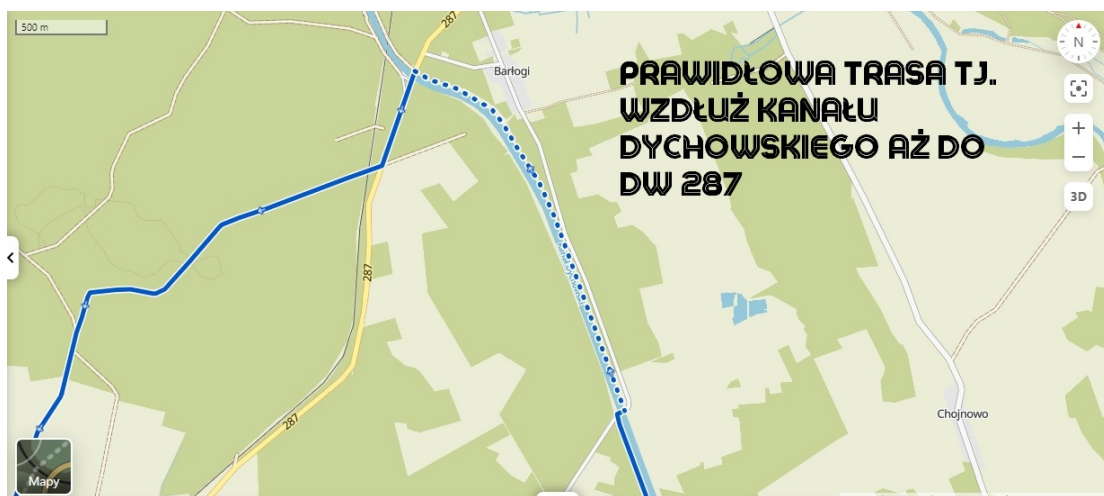 500 m
287
Barłogi
PRAWIDŁOWA TRASA TJ.
WZDŁUŻ KANAŁU
DYCHOWSKIEGO AŻ DO
DW 287
N
3D
287
287
Chojnowo
Mapy